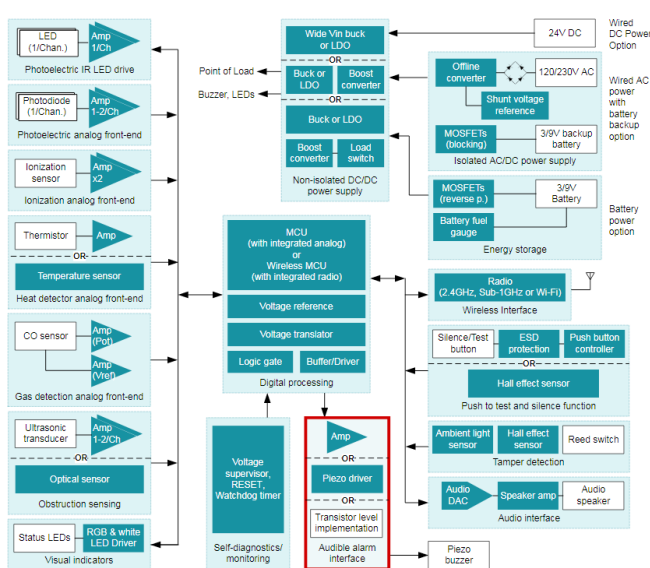 LED
(1/Chan.)
Amp
1/Ch
Photoelectric IR LED drive
Photodiode
(1/Chan.)
Amp
1-2/Ch
Photoelectric analog front-end
Ionization
sensor
Amp
x2
Ionization analog front-end
Thermistor
Amp
OR
Temperature sensor
Heat detector analog front-end
CO sensor
Amp
(Pot)
Amp
(Vref)
Gas detection analog front-end
Ultrasonic
transducer
Amp
1-2/Ch
OR
Optical sensor
Obstruction sensing
Status LEDs
RGB & white
LED Driver
Visual indicators
Wide Vin buck
or LDO
OR
Point of Load
Buzzer, LEDs
Buck or
LDO
Boost
converter
OR
Buck or LDO
Boost
converter
Load
switch
Non-isolated DC/DC
power supply
24V DC
Wired
DC Power
Option
Offline
converter
120/230V AC
Shunt voltage
reference
MOSFETs
(blocking)
3/9V backup
battery
Isolated AC/DC power supply
Wired AC
power
with
battery
backup
option
MOSFETs
(reverse p.)
3/9V
Battery
Battery fuel
gauge
Energy storage
Battery
power
option
MCU
(with integrated analog)
or
Wireless MCU
(with integrated radio)
Voltage reference
Voltage translator
Logic gate
Buffer/Driver
Digital processing
Voltage
supervisor,
RESET,
Watchdog timer
Self-diagnostics/
monitoring
Amp
OR
Piezo driver
OR
Transistor level
implementation
Audible alarm
interface
Piezo
buzzer
Radio
(2.4GHz, Sub-1GHz or Wi-Fi)
Wireless Interface
Silence/Test
button
ESD
protection
Push button
controller
OR
Hall effect sensor
Push to test and silence function
Ambient light
sensor
Hall effect
sensor
Reed switch
Tamper detection
Audio
DAC
Speaker amp
Audio
speaker
Audio interface